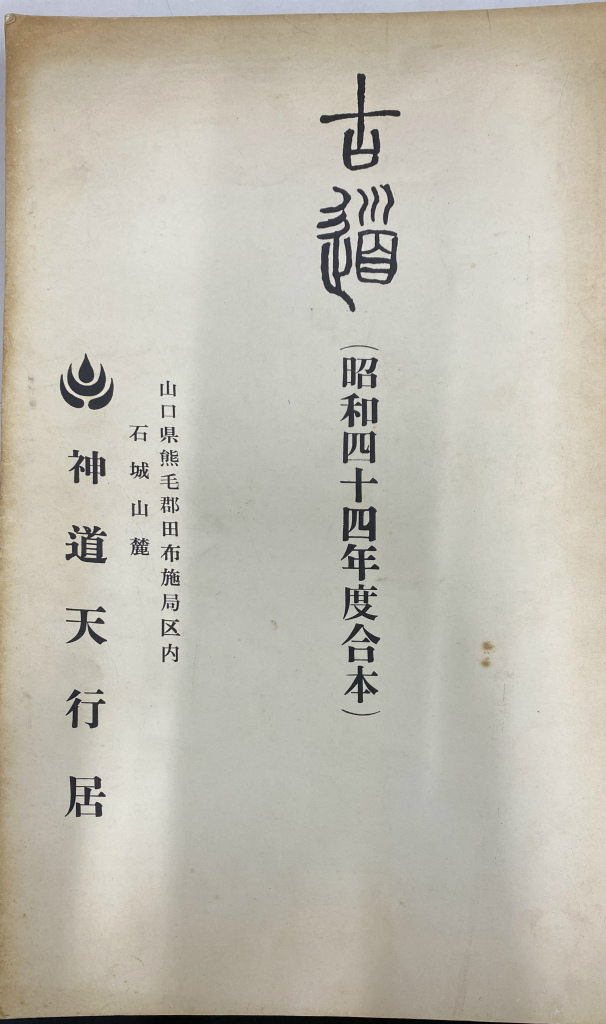 古道
（昭和四十四年度合本）
山口県熊毛郡田布施局区内
石城山麓
神道天行居